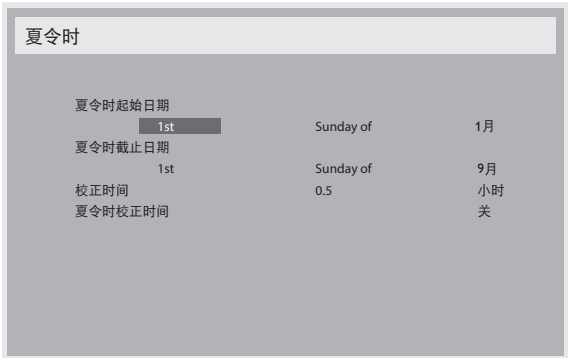 夏令时
夏令时起始日期
1st Sunday of 1月
夏令时截止日期
1st Sunday of 9月
校正时间 0.5 小时
夏令时校正时间 关